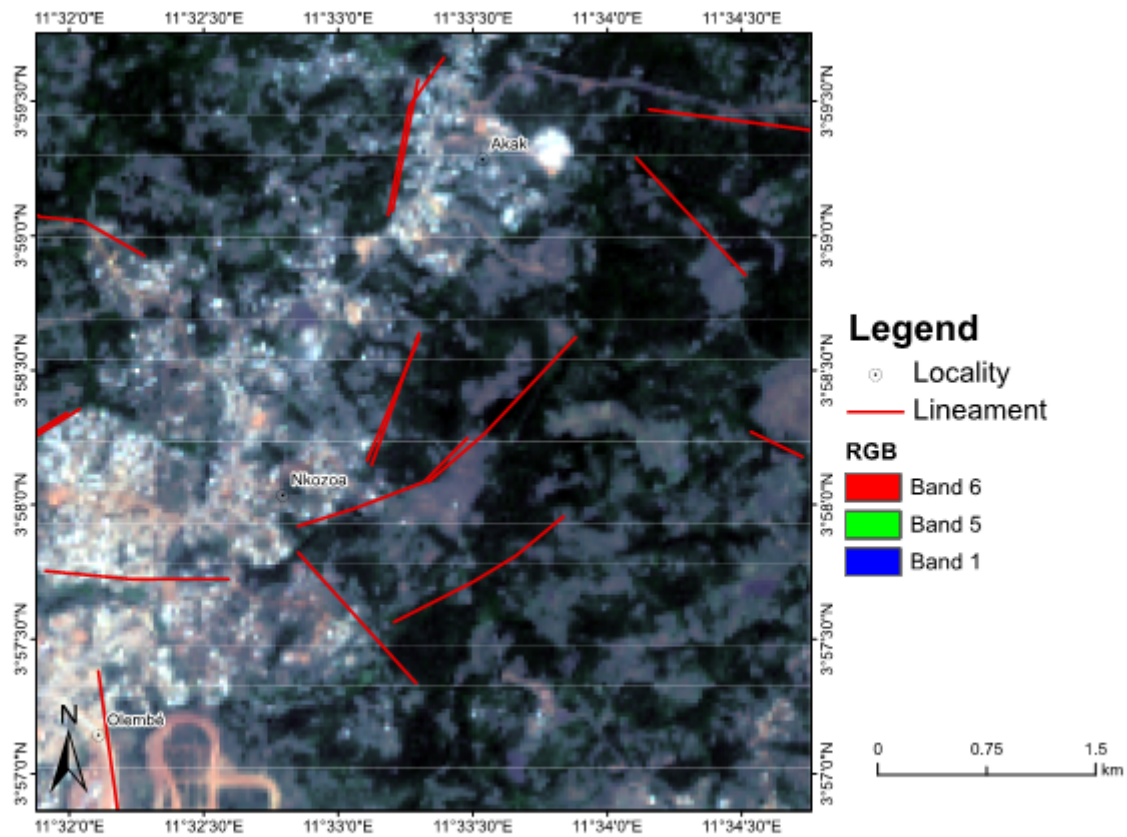 11°32'0"E 11°32'30"E 11°33'0"E 11°33'30"E 11°34'0"E 11°34'30"E
3°59'30"N
3°59'0"N
3°58'30"N
3°58'0"N
3°57'30"N
3°57'0"N
Akak
Nkozoa
Olembé
N
3°59'30"N
3°59'0"N
3°58'30"N
3°58'0"N
3°57'30"N
3°57'0"N
11°32'0"E 11°32'30"E 11°33'0"E 11°33'30"E 11°34'0"E 11°34'30"E
Legend
Locality
Lineament
RGB
Band 6
Band 5
Band 1
0 0.75 1.5
km